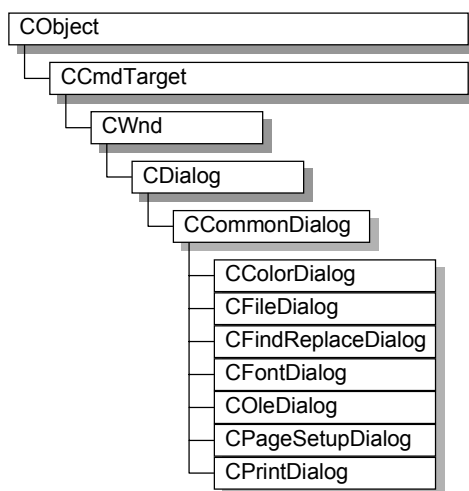 CObject
CCmdTarget
CWnd
CDialog
CCommonDialog
CColorDialog
CFileDialog
CFindReplaceDialog
CFontDialog
COleDialog
CPageSetupDialog
CPrintDialog